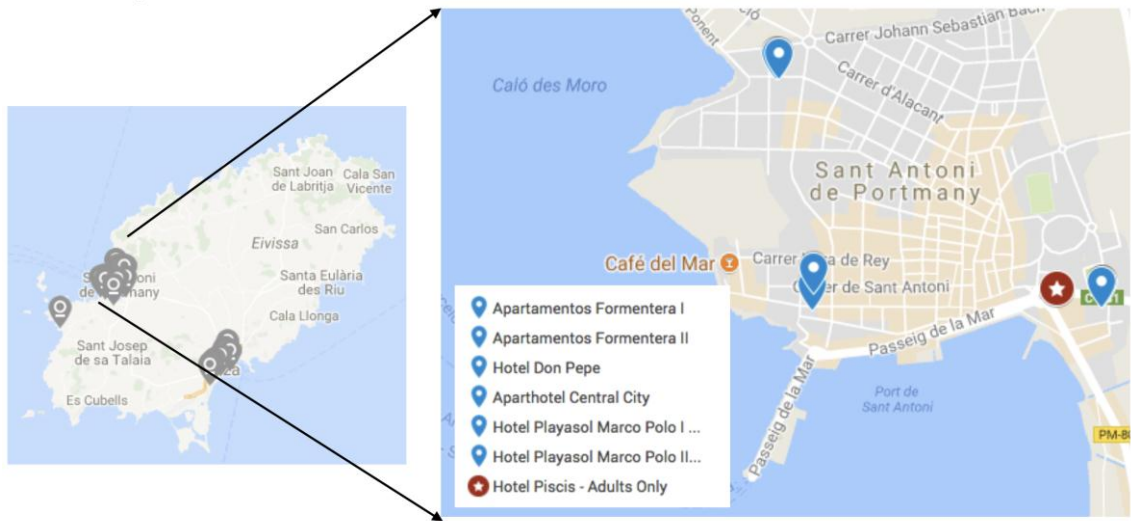 Sant Joan
de Labritja
Cala San
Vicente
Eivissa
San Carlos
Santa Eulària
des Riu
Cala Llonga
Sant Josep
de sa Talaia
Es Cubells
Ponent
Carrer Johann Sebastian Bach
Caló des Moro
Carrer d'Alacant
Sant Antoni
de Portmany
Café del Mar
Carrer
de Rey
Carrer de Sant Antoni
Passeig de la Mar
Port de
Sant Antoni
Passeig de la Mar
PM-80
Apartamentos Formentera I
Apartamentos Formentera II
Hotel Don Pepe
Aparthotel Central City
Hotel Playasol Marco Polo I ...
Hotel Playasol Marco Polo II...
Hotel Piscis - Adults Only